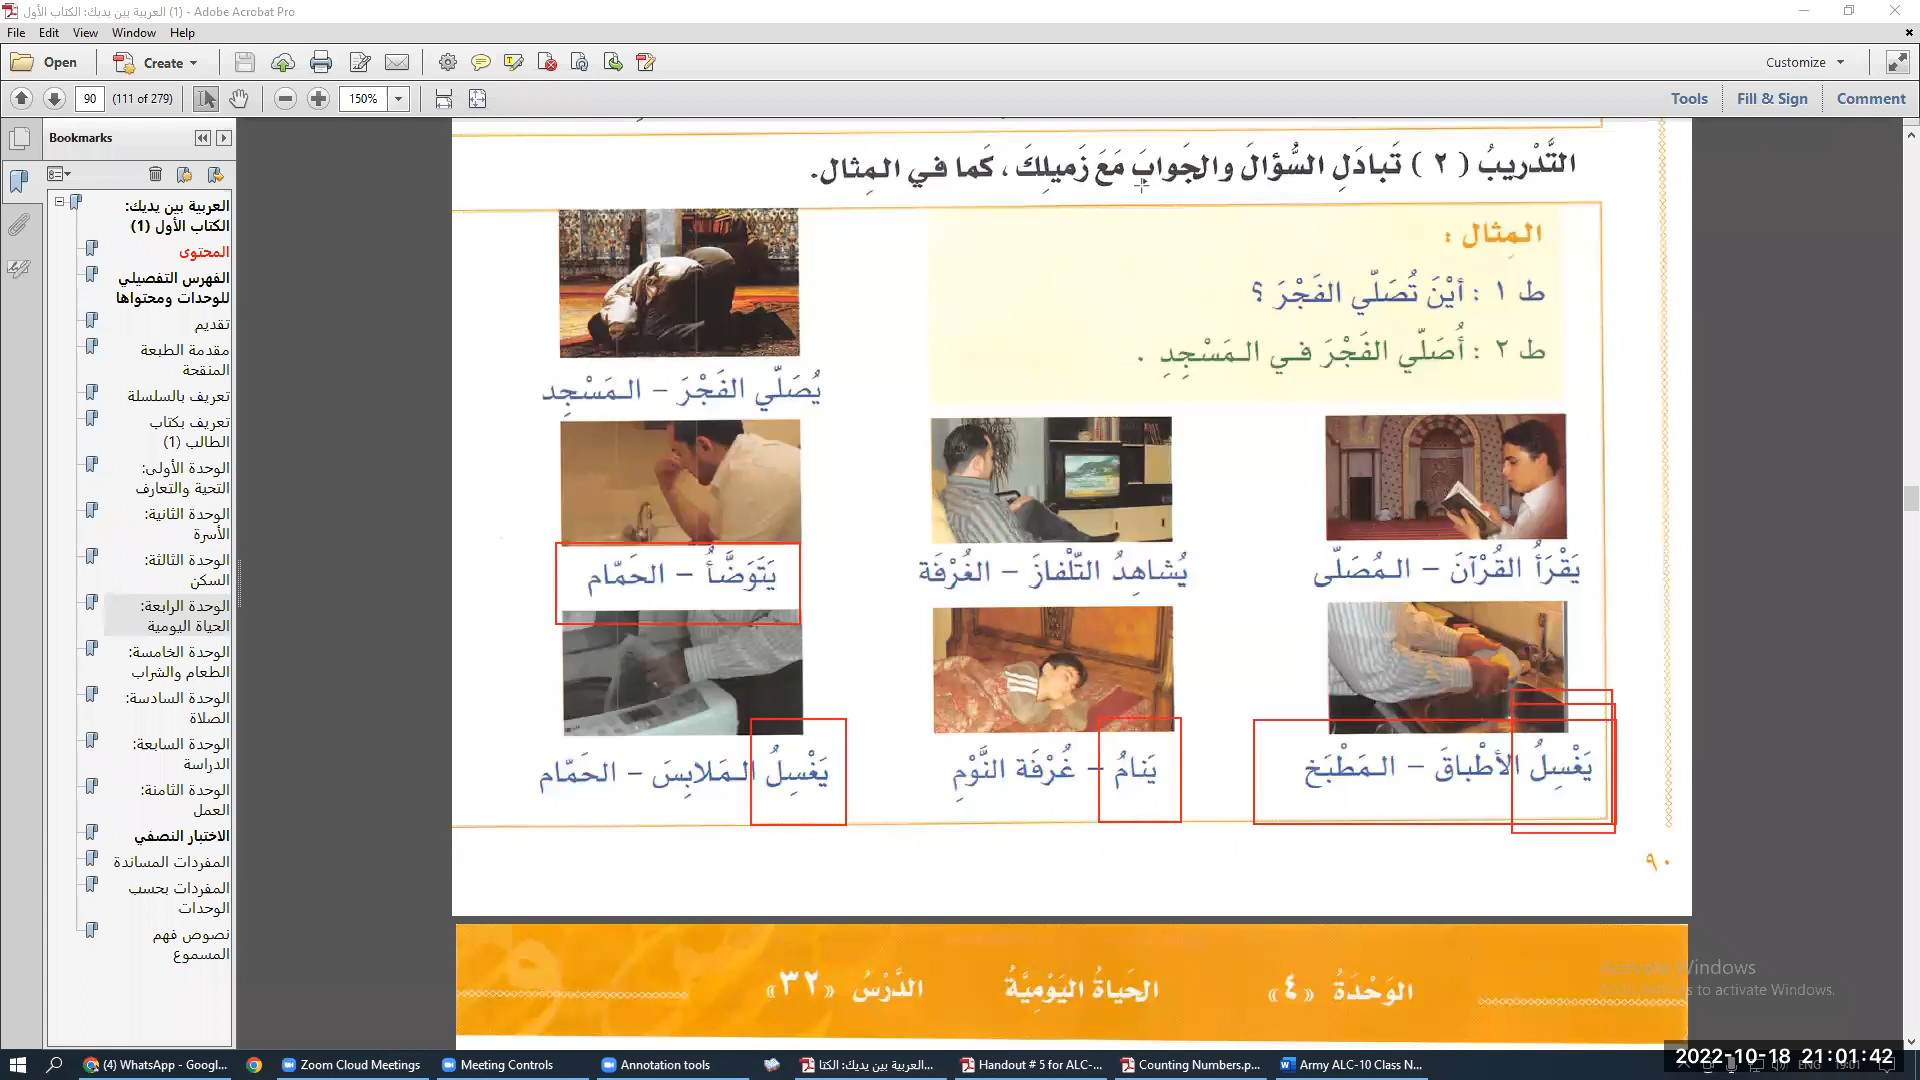 العربية بين يديك: الكتاب الأول (1) - Adobe Acrobat Pro
File Edit View Window Help
Open Create Customize
90 (111 of 279) 150% Tools Fill & Sign Comment
Bookmarks
العربية بين يديك:
الكتاب الأول (1)
المحتوى
الفهرس التفصيلي
للوحدات ومحتواها
تقديم
مقدمة الطبعة
المنقحة
تعريف بالسلسلة
تعريف بكتاب
الطالب (1)
الوحدة الأولى:
التحية والتعارف
الوحدة الثانية:
الأسرة
الوحدة الثالثة:
السكن
الوحدة الرابعة:
الحياة اليومية
الوحدة الخامسة:
الطعام والشراب
الوحدة السادسة:
الصلاة
الوحدة السابعة:
الدراسة
الوحدة الثامنة:
العمل
الاختبار النصفي
المفردات المساندة
المفردات بحسب
الوحدات
نصوص فهم
المسموع
التَّدْرِيبُ ( ٢ ) تَبادَلِ السُّؤالَ والجَوابَ مَعَ زَميلِكَ ، كَما في المِثال.
المِثال :
ط ١ : أيْنَ تُصَلّي الفَجْرَ ؟
ط ٢ : أُصَلّي الفَجْرَ في المَسْجِدِ .
يُصَلّي الفَجْرَ – المَسْجِد
يَقْرَأُ القُرْآنَ – المُصَلّى
يُشاهِدُ التِّلْفازَ – الغُرْفَة
يَتَوَضَّأُ – الحَمّام
يَغْسِلُ الأطْباقَ – المَطْبَخ
يَنامُ – غُرْفَة النَّوْمِ
يَغْسِلُ المَلابِسَ – الحَمّام
٩٠
الوَحْدَةُ «٤» الحَياةُ اليَوْمِيَّةُ الدَّرْسُ «٣٢»
Activate Windows
to activate Windows.
(4) WhatsApp - Googl... Zoom Cloud Meetings Meeting Controls Annotation tools العربية بين يديك: الكتا... Handout # 5 for ALC-... Counting Numbers.p... Army ALC-10 Class N...
2022-10-18 21:01:42